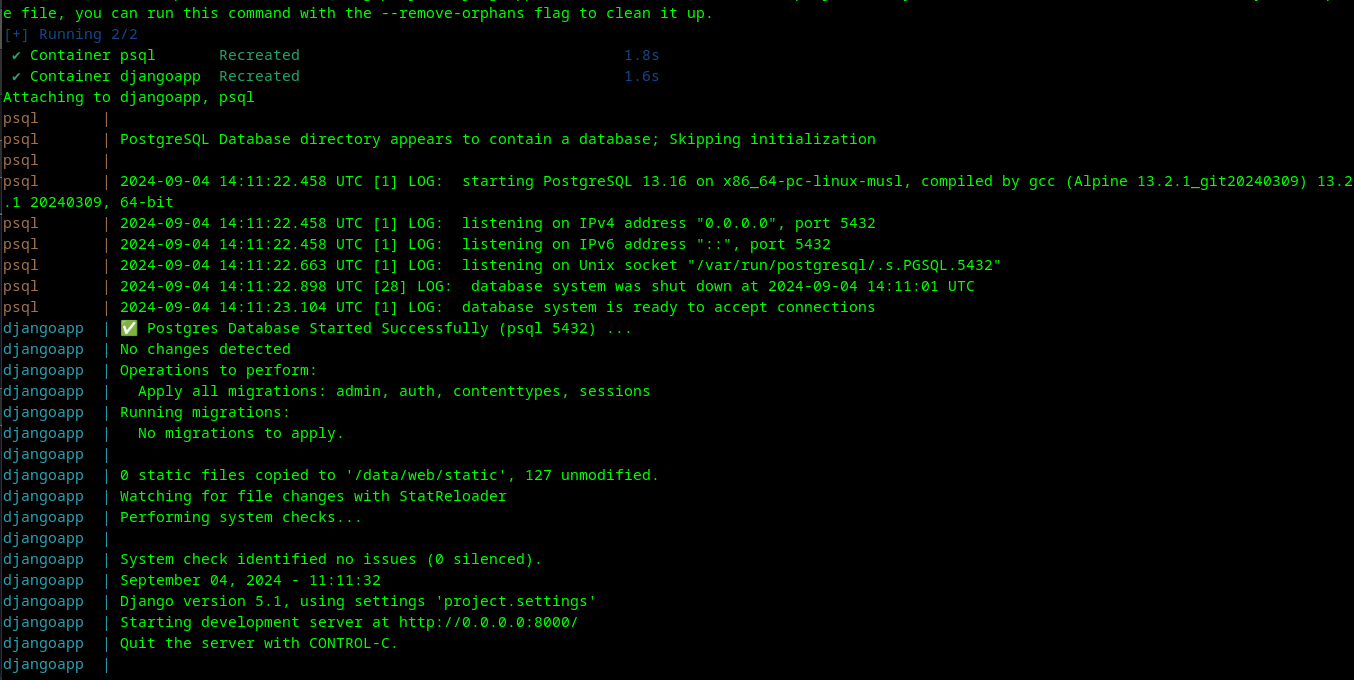 e file, you can run this command with the --remove-orphans flag to clean it up.
[+] Running 2/2
 ✔ Container psql       Recreated                                    1.8s
 ✔ Container djangoapp  Recreated                                    1.6s
Attaching to djangoapp, psql
psql       |
psql       | PostgreSQL Database directory appears to contain a database; Skipping initialization
psql       |
psql       | 2024-09-04 14:11:22.458 UTC [1] LOG:  starting PostgreSQL 13.16 on x86_64-pc-linux-musl, compiled by gcc (Alpine 13.2.1_git20240309) 13.2
.1 20240309, 64-bit
psql       | 2024-09-04 14:11:22.458 UTC [1] LOG:  listening on IPv4 address "0.0.0.0", port 5432
psql       | 2024-09-04 14:11:22.458 UTC [1] LOG:  listening on IPv6 address "::", port 5432
psql       | 2024-09-04 14:11:22.663 UTC [1] LOG:  listening on Unix socket "/var/run/postgresql/.s.PGSQL.5432"
psql       | 2024-09-04 14:11:22.898 UTC [28] LOG:  database system was shut down at 2024-09-04 14:11:01 UTC
psql       | 2024-09-04 14:11:23.104 UTC [1] LOG:  database system is ready to accept connections
djangoapp  | ✅ Postgres Database Started Successfully (psql 5432) ...
djangoapp  | No changes detected
djangoapp  | Operations to perform:
djangoapp  |   Apply all migrations: admin, auth, contenttypes, sessions
djangoapp  | Running migrations:
djangoapp  |   No migrations to apply.
djangoapp  |
djangoapp  | 0 static files copied to '/data/web/static', 127 unmodified.
djangoapp  | Watching for file changes with StatReloader
djangoapp  | Performing system checks...
djangoapp  |
djangoapp  | System check identified no issues (0 silenced).
djangoapp  | September 04, 2024 - 11:11:32
djangoapp  | Django version 5.1, using settings 'project.settings'
djangoapp  | Starting development server at http://0.0.0.0:8000/
djangoapp  | Quit the server with CONTROL-C.
djangoapp  |